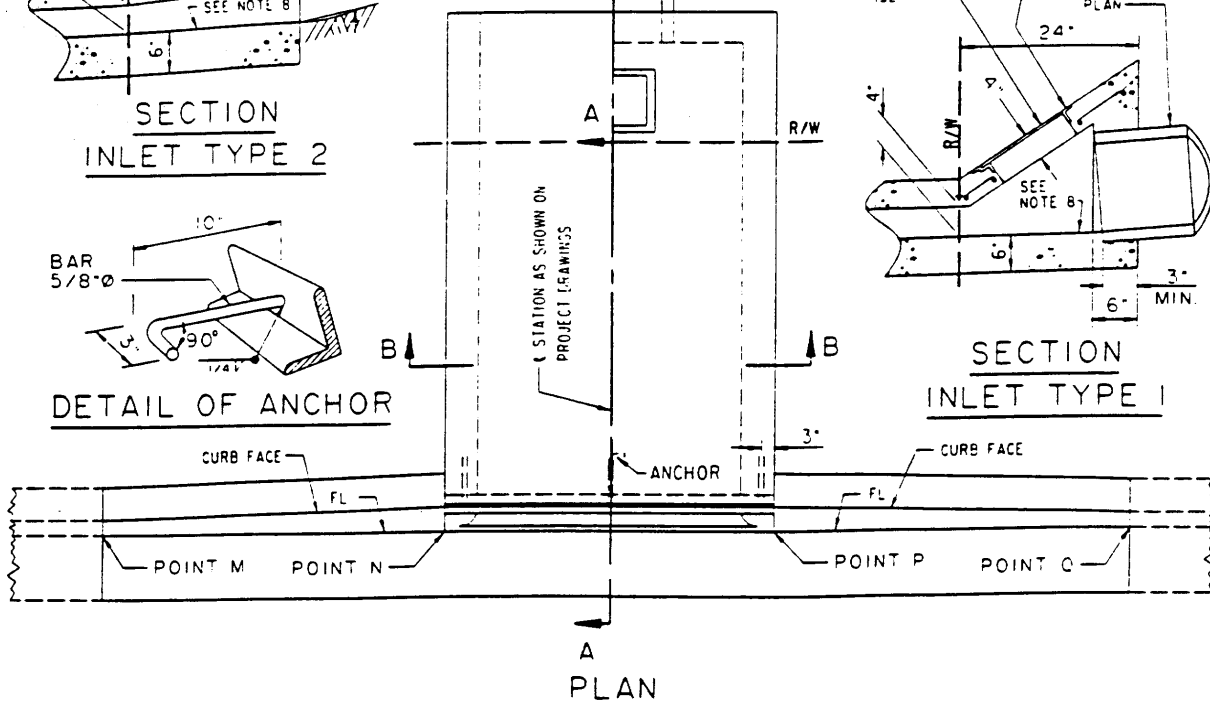 SEE NOTE 8
6"
SECTION
INLET TYPE 2
10"
BAR
5/8"Ø
3"
90°
DETAIL OF ANCHOR
A
R/W
℄ STATION AS SHOWN ON
PROJECT DRAWINGS
B
B
3"
ANCHOR
CURB FACE
FL
CURB FACE
FL
POINT M
POINT N
POINT P
POINT Q
A
PLAN
PLAN
24"
4"
4"
R/W
SEE
NOTE 8
6"
3"
MIN.
6"
SECTION
INLET TYPE 1